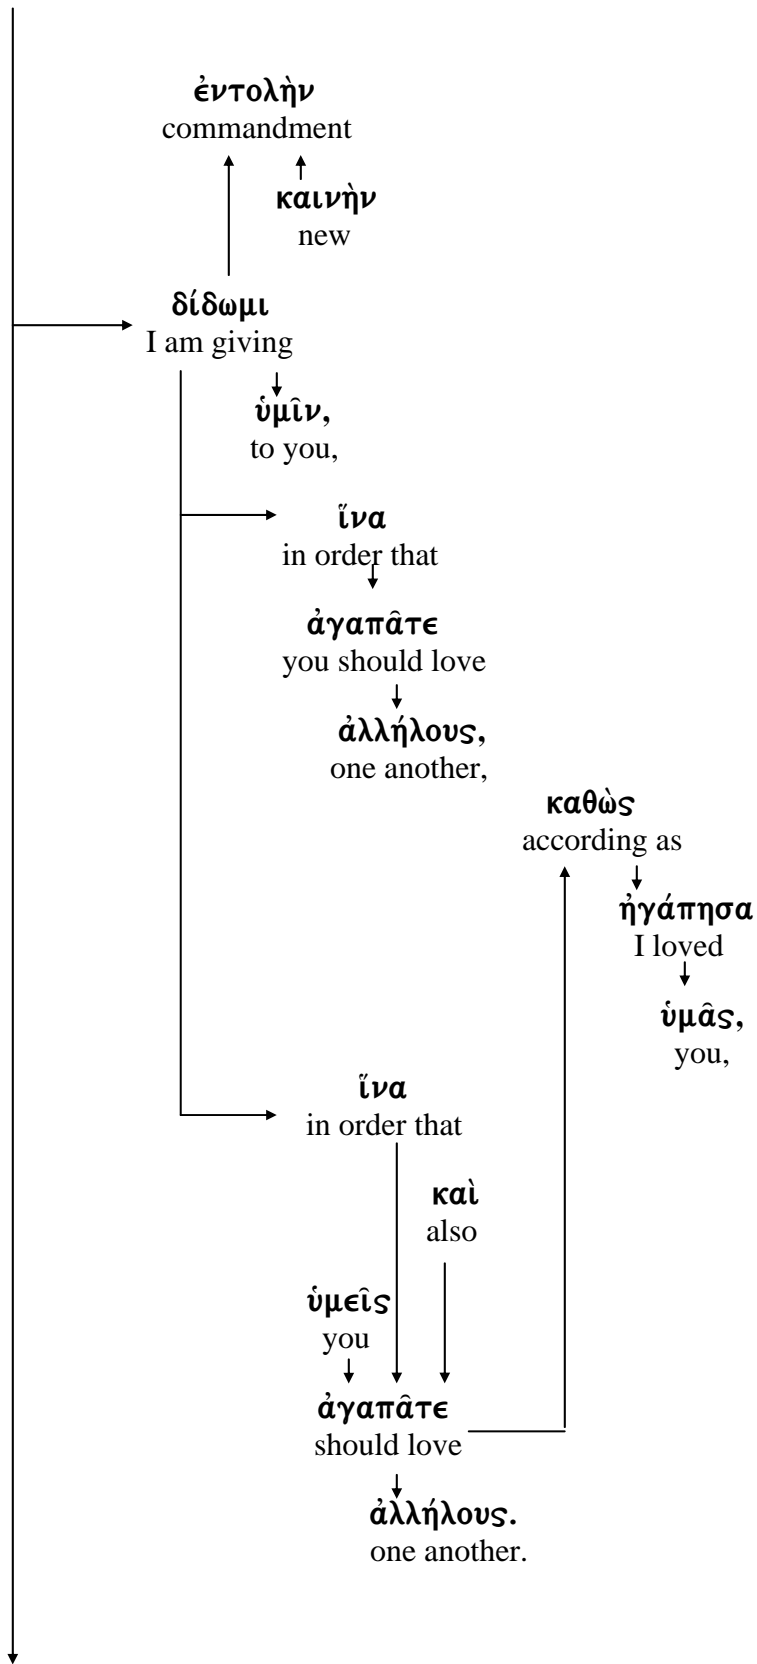 ἐντολὴν
commandment
καινὴν
new
δίδωμι
I am giving
ὑμῖν,
to you,
ἵνα
in order that
ἀγαπᾶτε
you should love
ἀλλήλους,
one another,
καθὼς
according as
ἠγάπησα
I loved
ὑμᾶς,
you,
ἵνα
in order that
καὶ
also
ὑμεῖς
you
ἀγαπᾶτε
should love
ἀλλήλους.
one another.